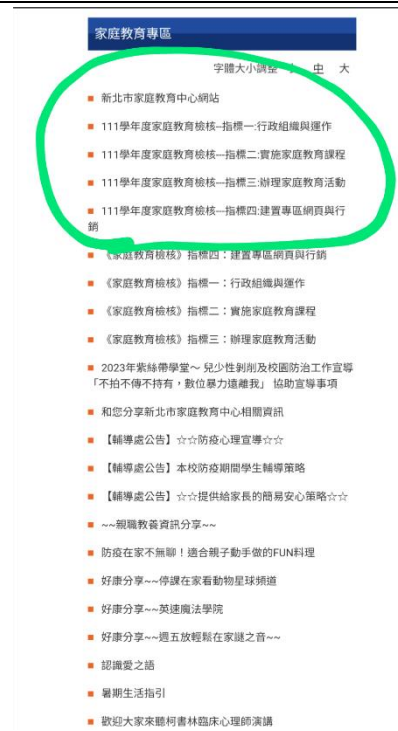 家庭教育專區
字體大小調整 中 大
新北市家庭教育中心網站
111學年度家庭教育檢核--指標一:行政組織與運作
111學年度家庭教育檢核---指標二:實施家庭教育課程
111學年度家庭教育檢核---指標三:辦理家庭教育活動
111學年度家庭教育檢核---指標四:建置專區網頁與行
銷
《家庭教育檢核》指標四：建置專區網頁與行銷
《家庭教育檢核》指標一：行政組織與運作
《家庭教育檢核》指標二：實施家庭教育課程
《家庭教育檢核》指標三：辦理家庭教育活動
2023年紫絲帶學堂～ 兒少性剝削及校園防治工作宣導
「不拍不傳不持有，數位暴力遠離我」 協助宣導事項
和您分享新北市家庭教育中心相關資訊
【輔導處公告】☆☆防疫心理宣導☆☆
【輔導處公告】本校防疫期間學生輔導策略
【輔導處公告】☆☆提供給家長的簡易安心策略☆☆
~~親職教養資訊分享~~
防疫在家不無聊！適合親子動手做的FUN料理
好康分享~~停課在家看動物星球頻道
好康分享~~英速魔法學院
好康分享~~週五放輕鬆在家謎之音~~
認識愛之語
暑期生活指引
歡迎大家來聽柯書林臨床心理師演講